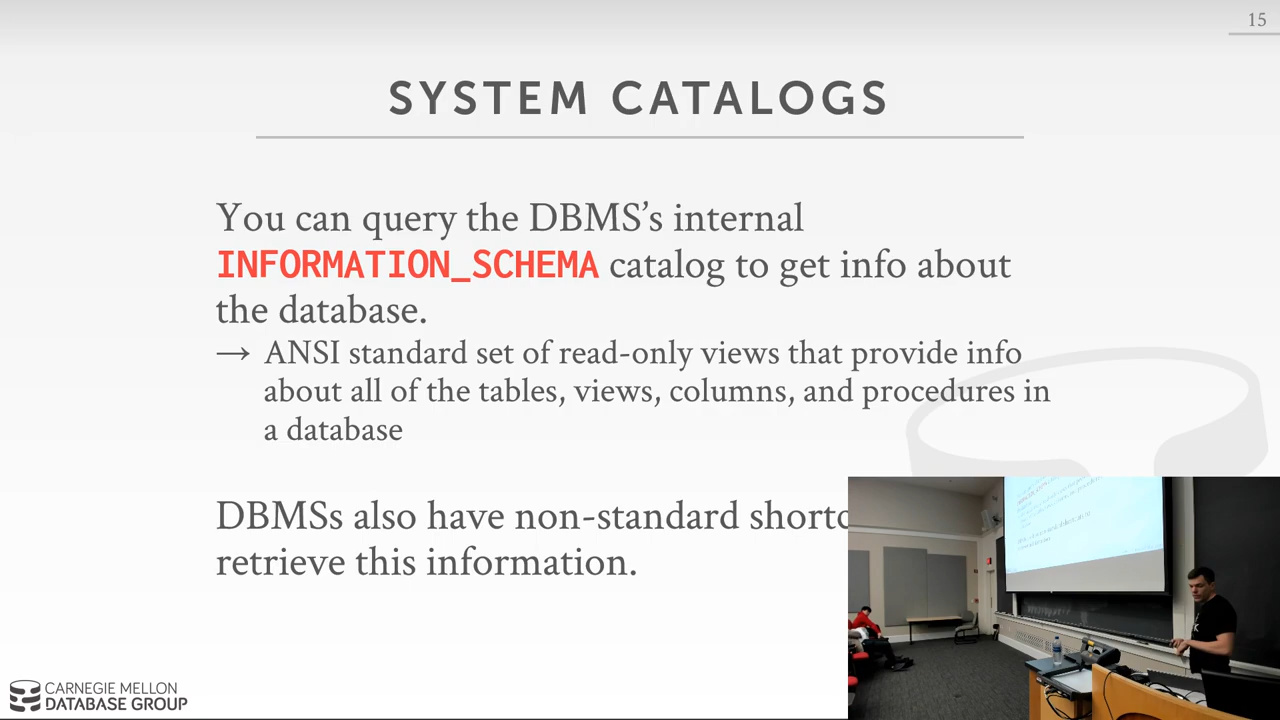 15
SYSTEM CATALOGS
You can query the DBMS’s internal
INFORMATION_SCHEMA catalog to get info about
the database.
→ ANSI standard set of read-only views that provide info
about all of the tables, views, columns, and procedures in
a database
DBMSs also have non-standard
retrieve this information.
CARNEGIE MELLON
DATABASE GROUP